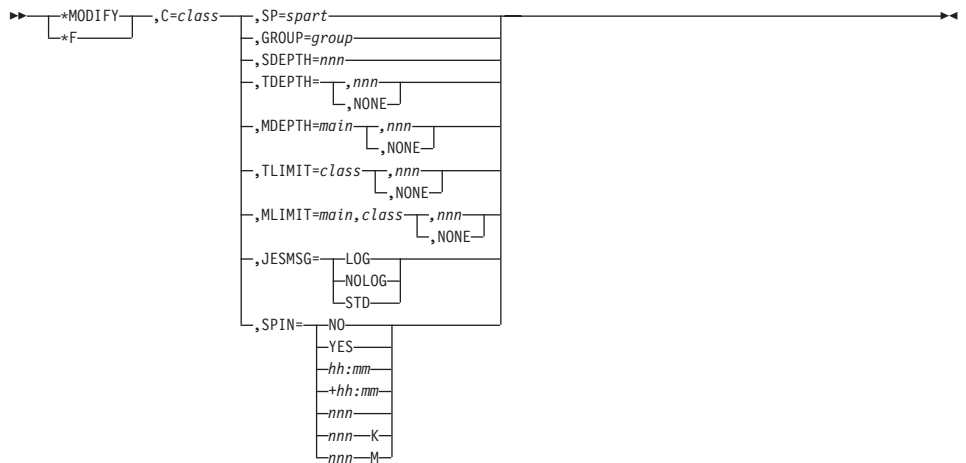 *MODIFY ,C=class ,SP=spart
*F ,GROUP=group
,SDEPTH=nnn
,TDEPTH= ,nnn
,NONE
,MDEPTH=main ,nnn
,NONE
,TLIMIT=class ,nnn
,NONE
,MLIMIT=main,class ,nnn
,NONE
,JESMSG= LOG
NOLOG
STD
,SPIN= NO
YES
hh:mm
+hh:mm
nnn
nnn K
nnn M